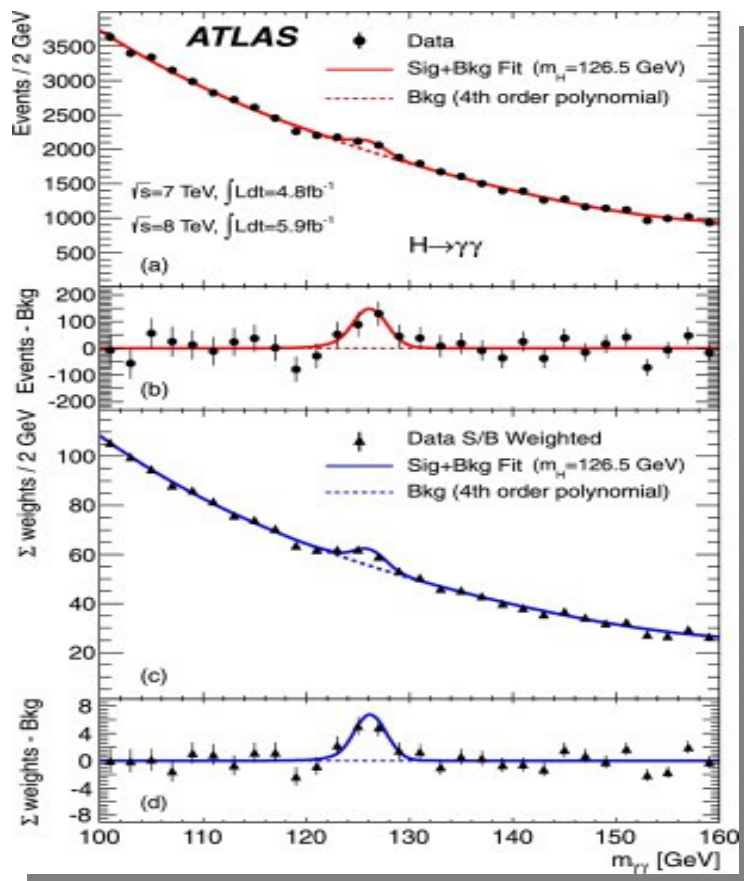 ATLAS
Data
Sig+Bkg Fit (m_H=126.5 GeV)
Bkg (4th order polynomial)
Events / 2 GeV
3500
3000
2500
2000
1500
1000
500
√s=7 TeV, ∫Ldt=4.8fb⁻¹
√s=8 TeV, ∫Ldt=5.9fb⁻¹
H→γγ
(a)
Events - Bkg
200
100
0
-100
-200
(b)
Σ weights / 2 GeV
100
80
60
40
20
Data S/B Weighted
Sig+Bkg Fit (m_H=126.5 GeV)
Bkg (4th order polynomial)
(c)
Σ weights - Bkg
8
4
0
-4
-8
(d)
100 110 120 130 140 150 160
m_γγ [GeV]